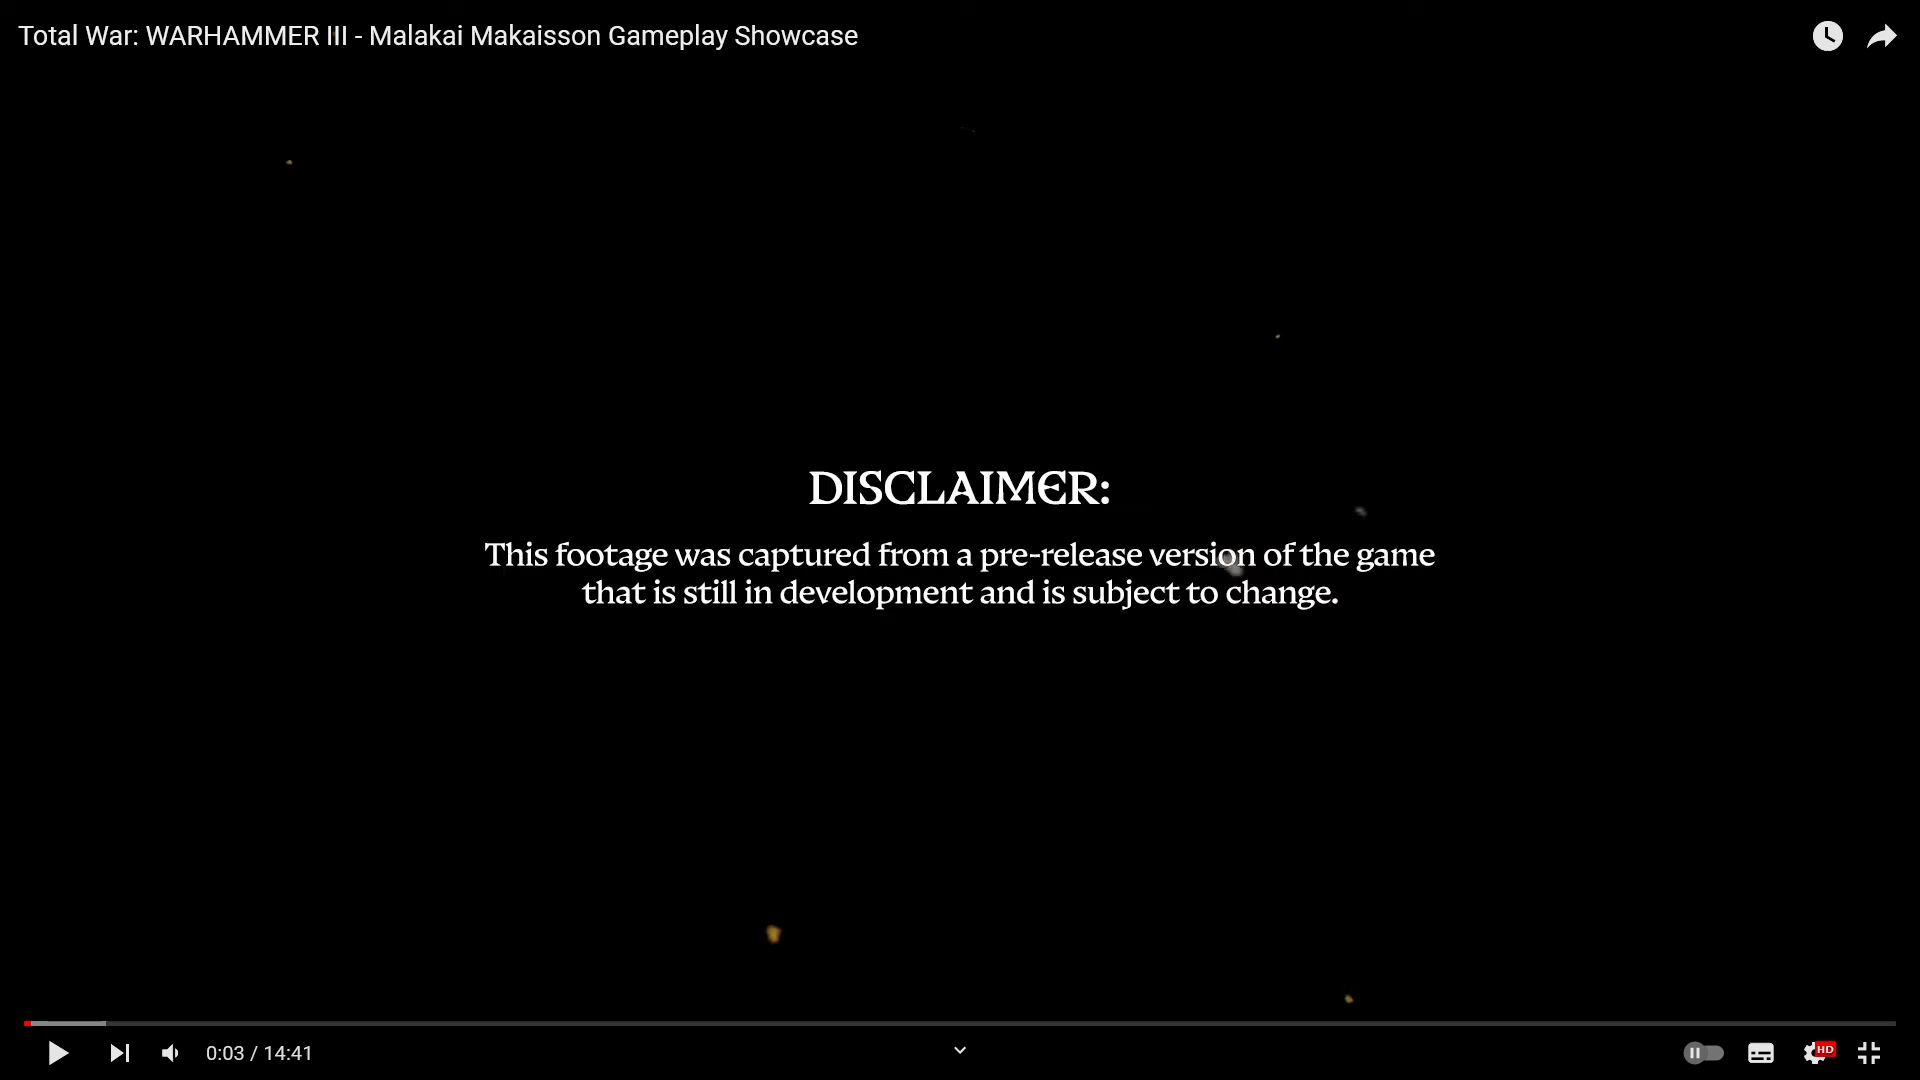 Total War: WARHAMMER III - Malakai Makaisson Gameplay Showcase
DISCLAIMER:
This footage was captured from a pre-release version of the game
that is still in development and is subject to change.
0:03 / 14:41
HD